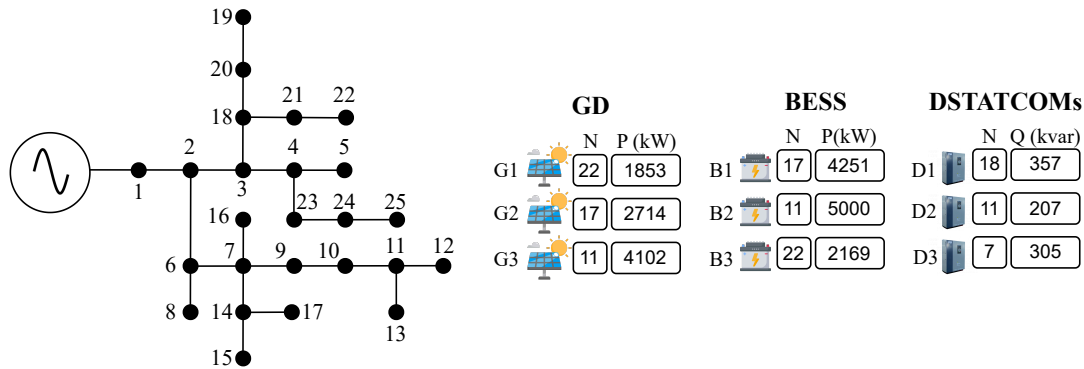 19
20
21 22
18
GD
BESS
DSTATCOMs
N P (kW)
N P(kW)
N Q (kvar)
G1 22 1853
B1 17 4251
D1 18 357
G2 17 2714
B2 11 5000
D2 11 207
G3 11 4102
B3 22 2169
D3 7 305
2 4 5
1 3
16 23 24 25
6 7 9 10 11 12
8 14 17 13
15